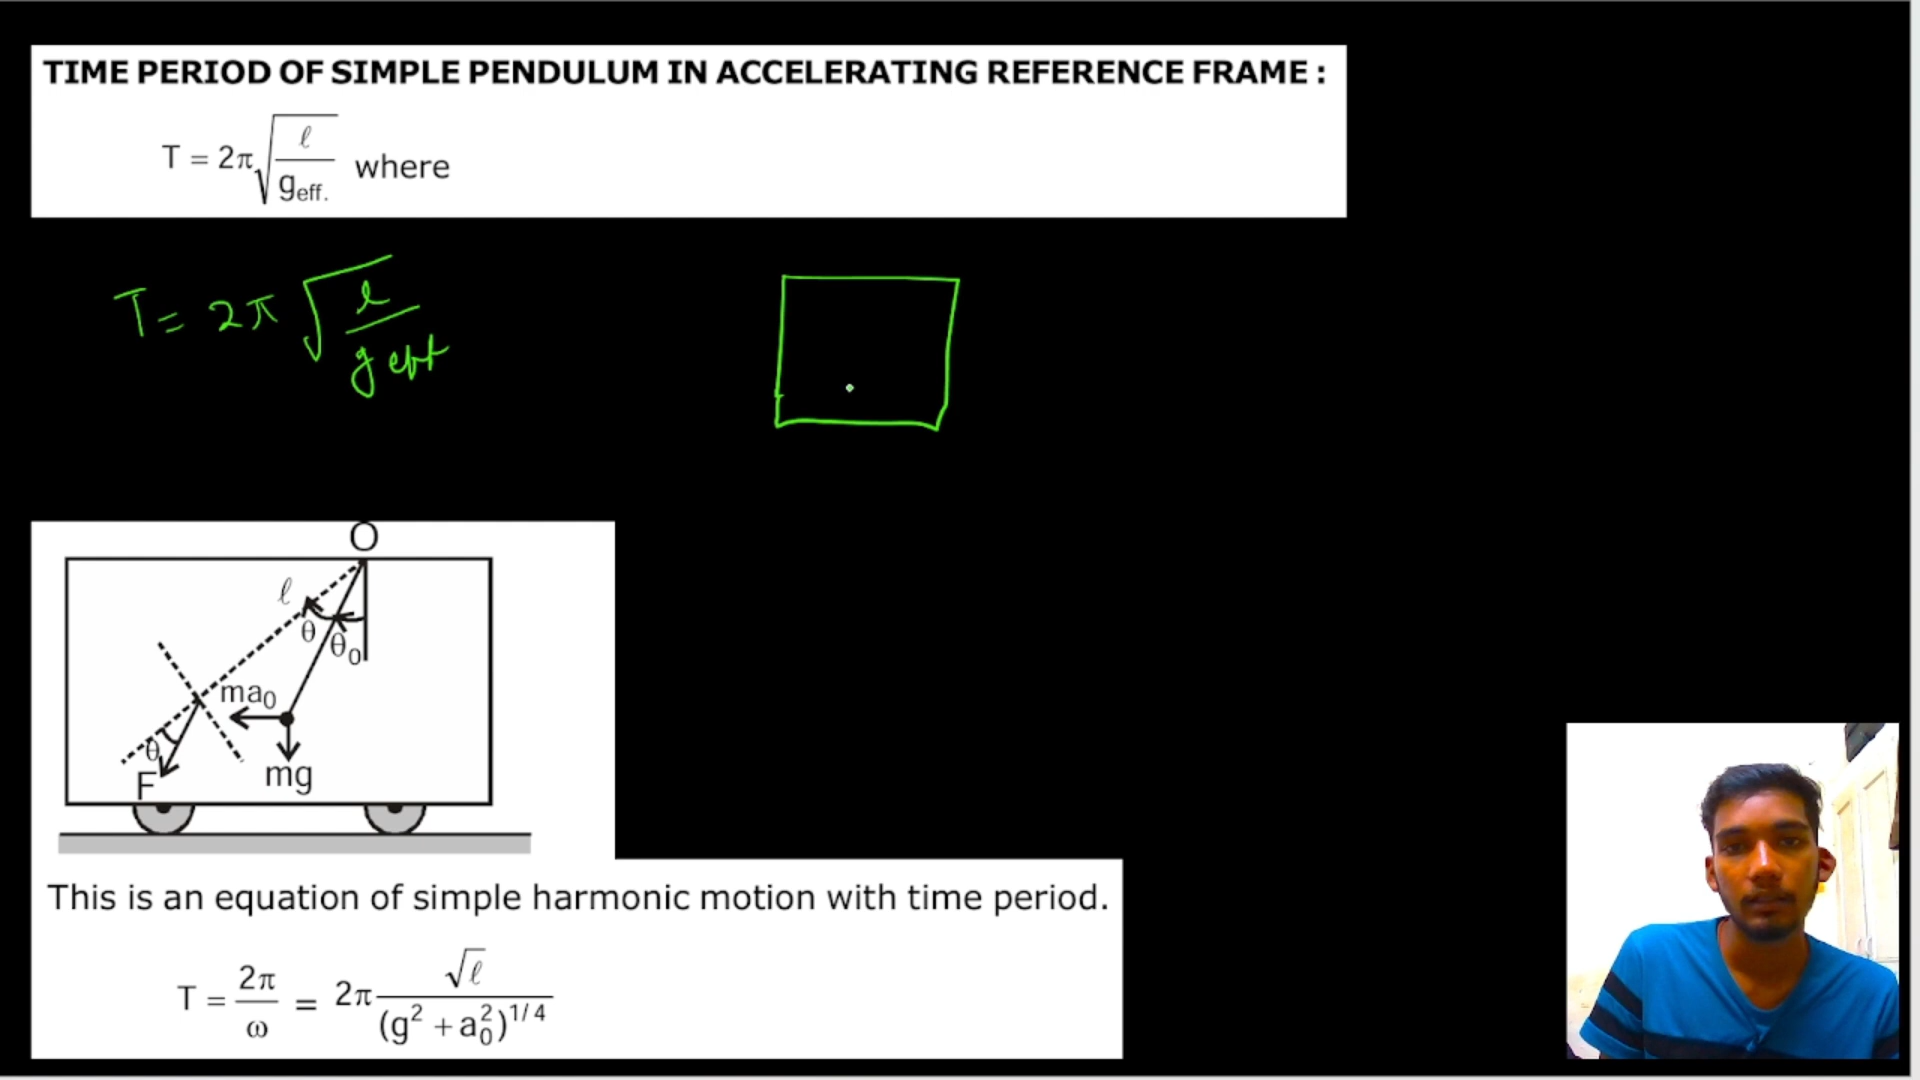 TIME PERIOD OF SIMPLE PENDULUM IN ACCELERATING REFERENCE FRAME :
T = 2π√(ℓ/g_eff.) where
T = 2π√(ℓ/g eff)
O
ℓ
θ θ₀
ma₀
θ
F mg
This is an equation of simple harmonic motion with time period.
T = 2π/ω = 2π √ℓ/(g² + a₀²)^1/4